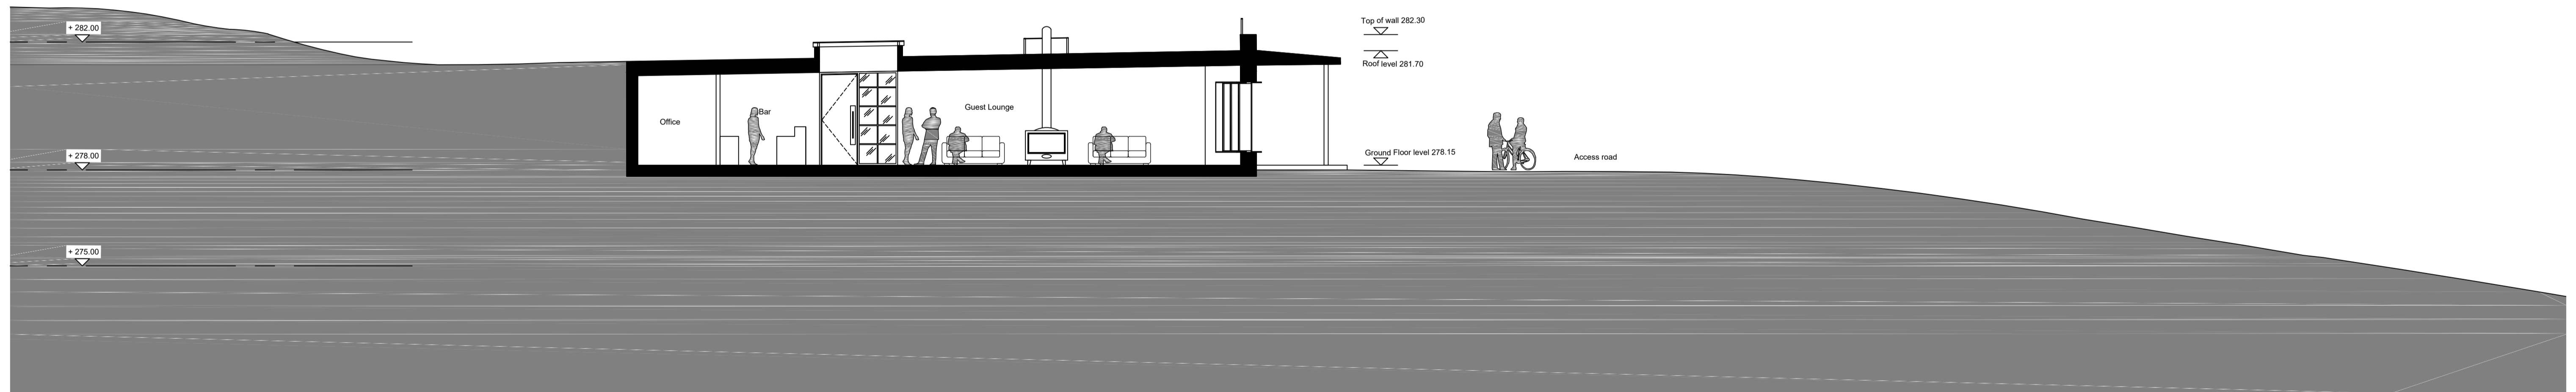 + 282.00
Top of wall 282.30
Roof level 281.70
Office
Bar
Guest Lounge
+ 278.00
Ground Floor level 278.15
Access road
+ 275.00